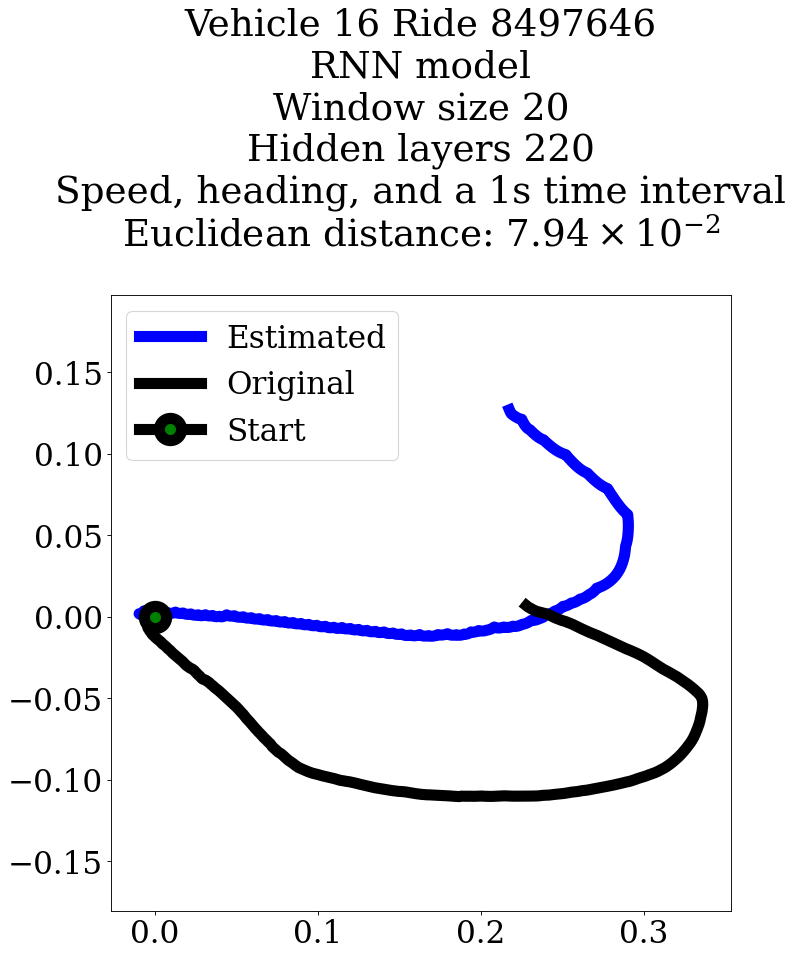 Vehicle 16 Ride 8497646
RNN model
Window size 20
Hidden layers 220
Speed, heading, and a 1s time interval
Euclidean distance: 7.94 × 10⁻²
Estimated
Original
Start
0.15
0.10
0.05
0.00
−0.05
−0.10
−0.15
0.0 0.1 0.2 0.3